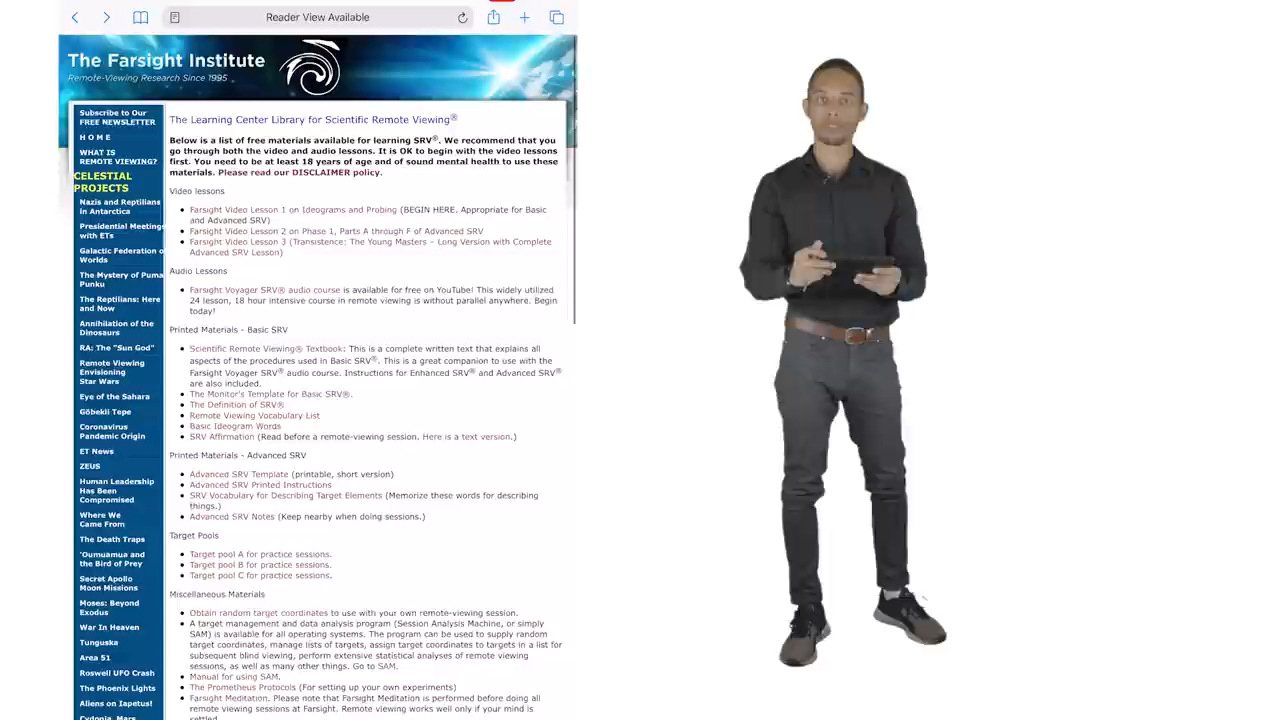 Reader View Available
The Farsight Institute
Remote-Viewing Research Since 1995
Subscribe to Our
FREE NEWSLETTER
H O M E
WHAT IS
REMOTE VIEWING?
CELESTIAL
PROJECTS
Nazis and Reptilians
in Antarctica
Presidential Meetings
with ETs
Galactic Federation of
Worlds
The Mystery of Puma
Punku
The Reptilians: Here
and Now
Annihilation of the
Dinosaurs
RA: The "Sun God"
Remote Viewing
Envisioning
Star Wars
Eye of the Sahara
Göbekli Tepe
Coronavirus
Pandemic Origin
ET News
ZEUS
Human Leadership
Has Been
Compromised
Where We
Came From
The Death Traps
'Oumuamua and
the Bird of Prey
Secret Apollo
Moon Missions
Moses: Beyond
Exodus
War In Heaven
Tunguska
Area 51
Roswell UFO Crash
The Phoenix Lights
Aliens on Iapetus!
Cydonia, Mars
The Learning Center Library for Scientific Remote Viewing®
Below is a list of free materials available for learning SRV®. We recommend that you
go through both the video and audio lessons. It is OK to begin with the video lessons
first. You need to be at least 18 years of age and of sound mental health to use these
materials. Please read our DISCLAIMER policy.
Video lessons
• Farsight Video Lesson 1 on Ideograms and Probing (BEGIN HERE. Appropriate for Basic
and Advanced SRV)
• Farsight Video Lesson 2 on Phase 1, Parts A through F of Advanced SRV
• Farsight Video Lesson 3 (Transistence: The Young Masters – Long Version with Complete
Advanced SRV Lesson)
Audio Lessons
• Farsight Voyager SRV® audio course is available for free on YouTube! This widely utilized
24 lesson, 18 hour intensive course in remote viewing is without parallel anywhere. Begin
today!
Printed Materials - Basic SRV
• Scientific Remote Viewing® Textbook: This is a complete written text that explains all
aspects of the procedures used in Basic SRV®. This is a great companion to use with the
Farsight Voyager SRV® audio course. Instructions for Enhanced SRV® and Advanced SRV®
are also included.
• The Monitor's Template for Basic SRV®.
• The Definition of SRV®
• Remote Viewing Vocabulary List
• Basic Ideogram Words
• SRV Affirmation (Read before a remote-viewing session. Here is a text version.)
Printed Materials - Advanced SRV
• Advanced SRV Template (printable, short version)
• Advanced SRV Printed Instructions
• SRV Vocabulary for Describing Target Elements (Memorize these words for describing
things.)
• Advanced SRV Notes (Keep nearby when doing sessions.)
Target Pools
• Target pool A for practice sessions.
• Target pool B for practice sessions.
• Target pool C for practice sessions.
Miscellaneous Materials
• Obtain random target coordinates to use with your own remote-viewing session.
• A target management and data analysis program (Session Analysis Machine, or simply
SAM) is available for all operating systems. The program can be used to supply random
target coordinates, manage lists of targets, assign target coordinates to targets in a list for
subsequent blind viewing, perform extensive statistical analyses of remote viewing
sessions, as well as many other things. Go to SAM.
• Manual for using SAM.
• The Prometheus Protocols (For setting up your own experiments)
• Farsight Meditation. Please note that Farsight Meditation is performed before doing all
remote viewing sessions at Farsight. Remote viewing works well only if your mind is
settled.